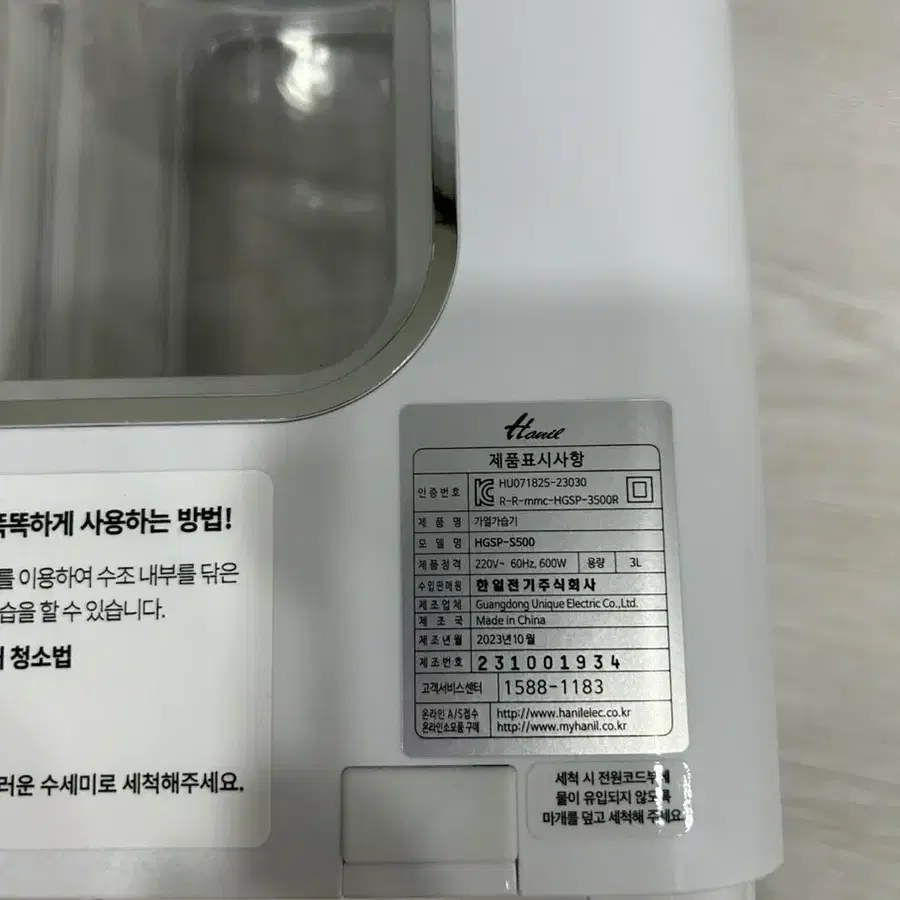 Hanil
제품표시사항
인증번호 HU071825-23030
R-R-mmc-HGSP-3500R
제품명 가열가습기
모델명 HGSP-S500
제품정격 220V~ 60Hz, 600W 용량 3L
수입판매원 한일전기주식회사
제조업체 Guangdong Unique Electric Co.,Ltd.
제조국 Made in China
제조년월 2023년10월
제조번호 231001934
고객서비스센터 1588-1183
온라인 A/S접수 http://www.hanilelec.co.kr
온라인소모품 구매 http://www.myhanil.co.kr
똑똑하게 사용하는 방법!
를 이용하여 수조 내부를 닦은
습을 할 수 있습니다.
청소법
러운 수세미로 세척해주세요.
세척 시 전원코드부에
물이 유입되지 않도록
마개를 덮고 세척해 주세요.